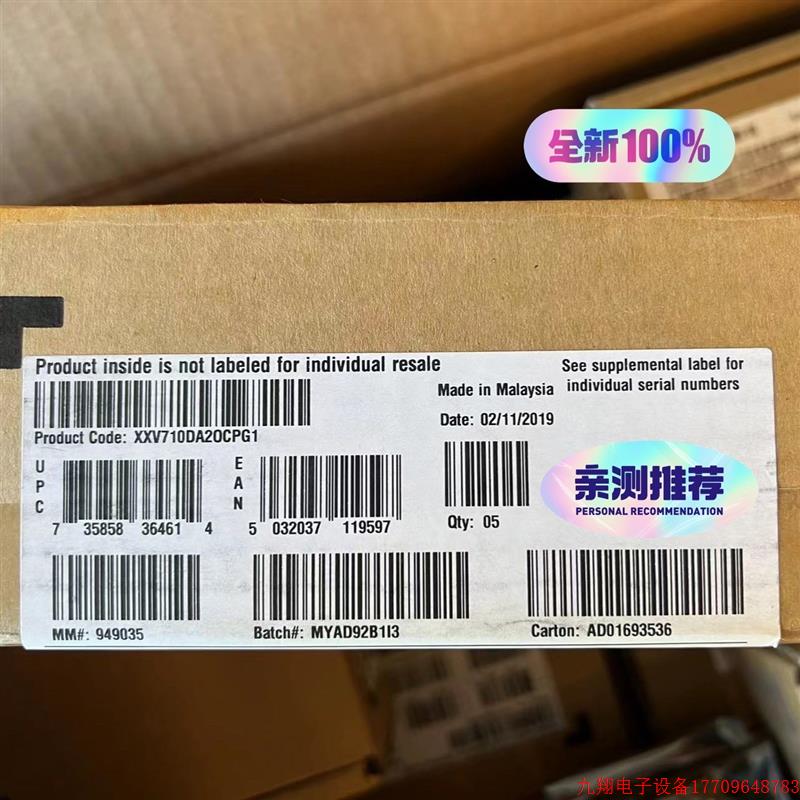 全新100%
Product inside is not labeled for individual resale
See supplemental label for
individual serial numbers
Made in Malaysia
Product Code: XXV710DA2OCPG1
Date: 02/11/2019
UPC
7 35858 36461 4
EAN
5 032037 119597
Qty: 05
亲测推荐
PERSONAL RECOMMENDATION
MM#: 949035
Batch#: MYAD92B1I3
Carton: AD01693536
九翔电子设备17709648783